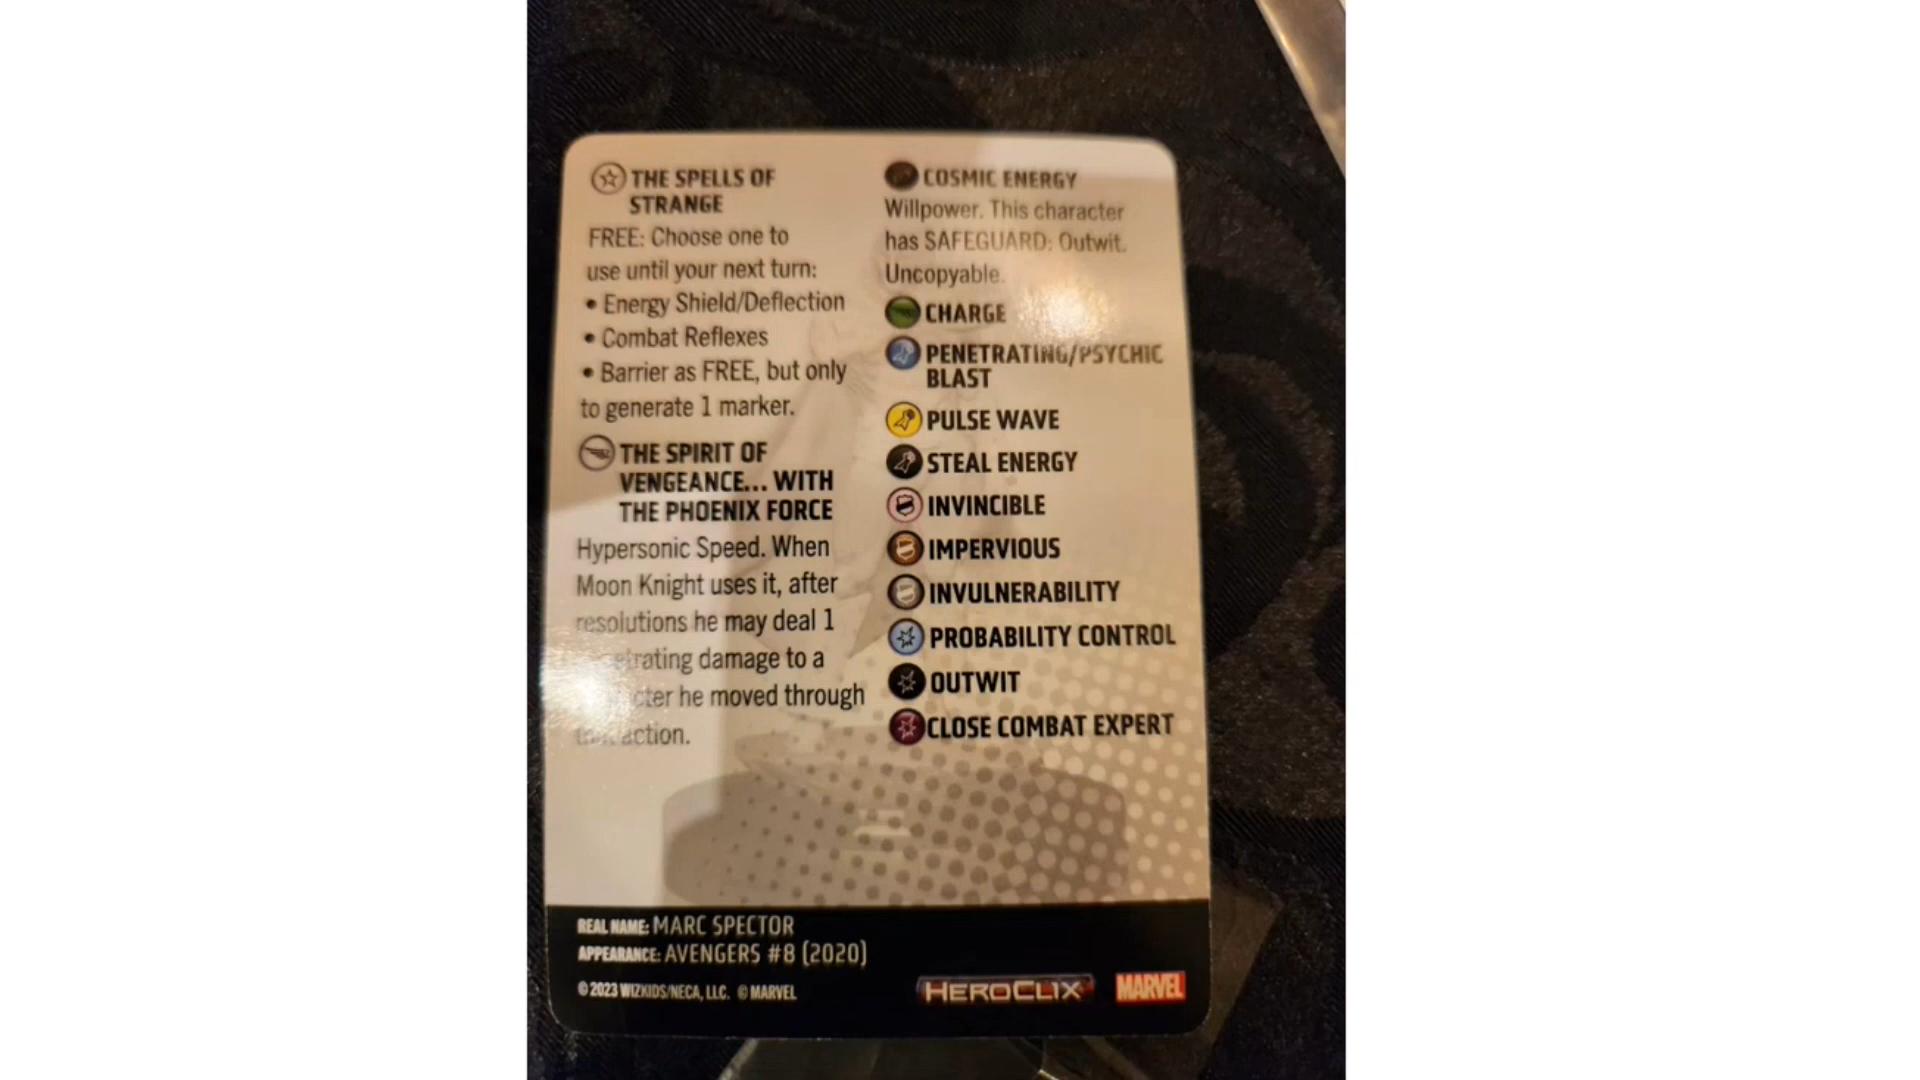 THE SPELLS OF
STRANGE
FREE: Choose one to
use until your next turn:
• Energy Shield/Deflection
• Combat Reflexes
• Barrier as FREE, but only
to generate 1 marker.
THE SPIRIT OF
VENGEANCE... WITH
THE PHOENIX FORCE
Hypersonic Speed. When
Moon Knight uses it, after
resolutions he may deal 1
damage to a
he moved through
action.
COSMIC ENERGY
Willpower. This character
has SAFEGUARD: Outwit.
Uncopyable.
CHARGE
PENETRATING/PSYCHIC
BLAST
PULSE WAVE
STEAL ENERGY
INVINCIBLE
IMPERVIOUS
INVULNERABILITY
PROBABILITY CONTROL
OUTWIT
CLOSE COMBAT EXPERT
REAL NAME: MARC SPECTOR
APPEARANCE: AVENGERS #8 (2020)
© 2023 WIZKIDS/NECA, LLC. © MARVEL
HEROCLIX
MARVEL